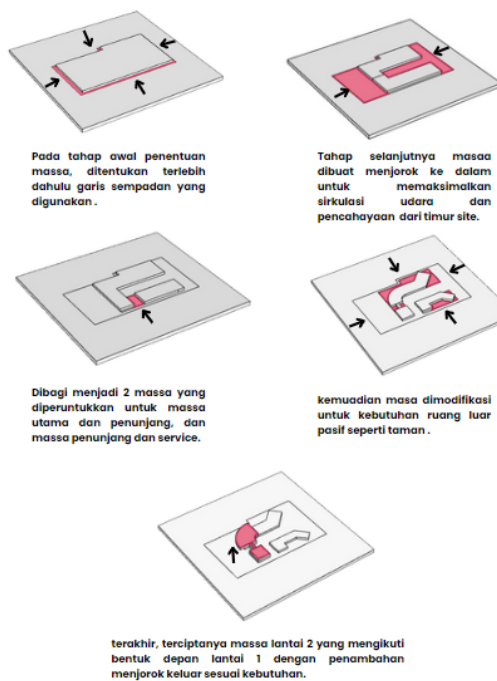 Pada tahap awal penentuan
massa, ditentukan terlebih
dahulu garis sempadan yang
digunakan .
Tahap selanjutnya masaa
dibuat menjorok ke dalam
untuk memaksimalkan
sirkulasi udara dan
pencahayaan dari timur site.
Dibagi menjadi 2 massa yang
diperuntukkan untuk massa
utama dan penunjang, dan
massa penunjang dan service.
kemuadian masa dimodifikasi
untuk kebutuhan ruang luar
pasif seperti taman .
terakhir, terciptanya massa lantai 2 yang mengikuti
bentuk depan lantai 1 dengan penambahan
menjorok keluar sesuai kebutuhan.